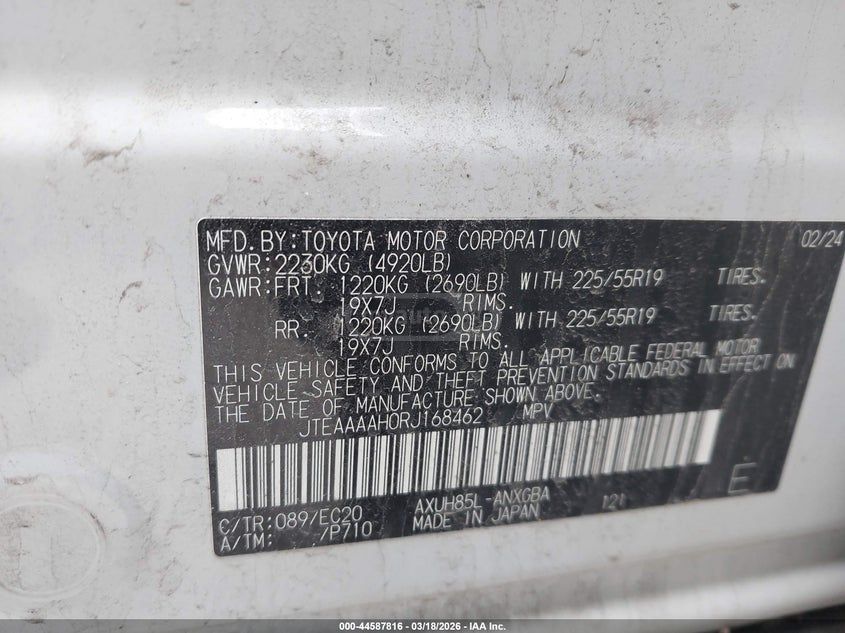 MFD.BY:TOYOTA MOTOR CORPORATION 02/24
GVWR:2230KG (4920LB)
GAWR:FRT. 1220KG (2690LB) WITH 225/55R19 TIRES.
19X7J RIMS.
RR. 1220KG (2690LB) WITH 225/55R19 TIRES.
19X7J RIMS.
THIS VEHICLE CONFORMS TO ALL APPLICABLE FEDERAL MOTOR
VEHICLE SAFETY AND THEFT PREVENTION STANDARDS IN EFFECT ON
THE DATE OF MANUFACTURE SHOWN ABOVE.
JTEAAAAH0RJ168462 MPV
C/TR:089/EC20 AXUH85L-ANXGBA 121 E
A/TM: /P710 MADE IN JAPAN
000-44587816 — 03/18/2026 — IAA Inc.